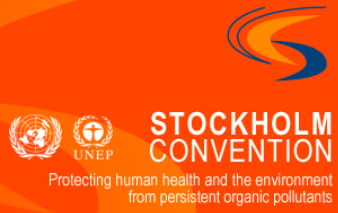 UNEP
STOCKHOLM
CONVENTION
Protecting human health and the environment
from persistent organic pollutants